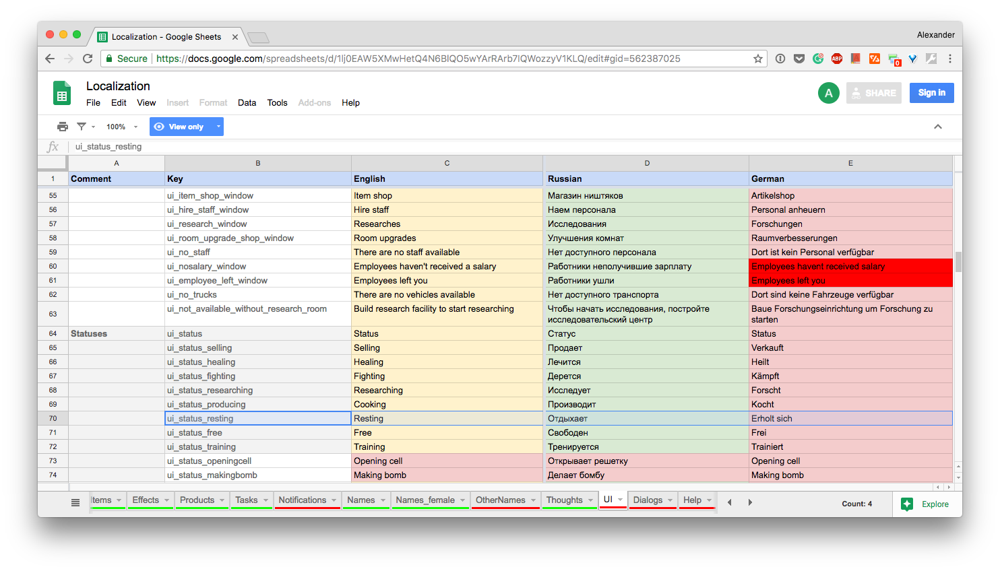 Localization - Google Sheets
Alexander
Secure https://docs.google.com/spreadsheets/d/1lj0EAW5XMwHetQ4N6BlQO5wYArRArb7lQWozzyV1KLQ/edit#gid=562387025
ABP
0
Localization
File Edit View Insert Format Data Tools Add-ons Help
A
SHARE
Sign in
100%
View only
fx ui_status_resting
A B C D E
1 Comment Key English Russian German
55 ui_item_shop_window Item shop Магазин ништяков Artikelshop
56 ui_hire_staff_window Hire staff Наем персонала Personal anheuern
57 ui_research_window Researches Исследования Forschungen
58 ui_room_upgrade_shop_window Room upgrades Улучшения комнат Raumverbesserungen
59 ui_no_staff There are no staff available Нет доступного персонала Dort ist kein Personal verfügbar
60 ui_nosalary_window Employees haven't received a salary Работники неполучившие зарплату Employees havent received salary
61 ui_employee_left_window Employees left you Работники ушли Employees left you
62 ui_no_trucks There are no vehicles available Нет доступного транспорта Dort sind keine Fahrzeuge verfügbar
63 ui_not_available_without_research_room Build research facility to start researching Чтобы начать исследования, постройте Baue Forschungseinrichtung um Forschung zu
исследовательский центр starten
64 Statuses ui_status Status Статус Status
65 ui_status_selling Selling Продает Verkauft
66 ui_status_healing Healing Лечится Heilt
67 ui_status_fighting Fighting Дерется Kämpft
68 ui_status_researching Researching Исследует Forscht
69 ui_status_producing Cooking Производит Kocht
70 ui_status_resting Resting Отдыхает Erholt sich
71 ui_status_free Free Свободен Frei
72 ui_status_training Training Тренируется Trainiert
73 ui_status_openingcell Opening cell Открывает решетку Opening cell
74 ui_status_makingbomb Making bomb Делает бомбу Making bomb
Items Effects Products Tasks Notifications Names Names_female OtherNames Thoughts UI Dialogs Help
Count: 4
Explore